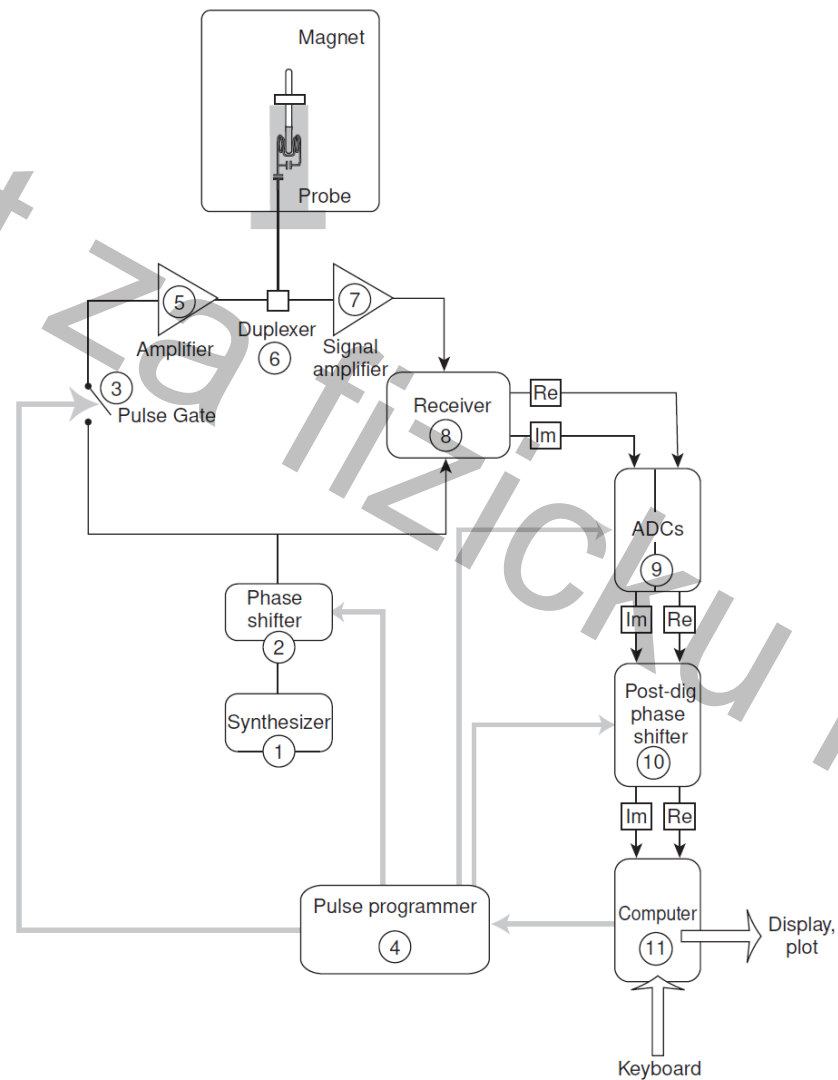 Magnet
Probe
5
7
Duplexer
Signal
Amplifier
6
amplifier
3
Pulse Gate
Re
Receiver
8
Im
ADCs
9
Phase
shifter
2
Im
Re
Post-dig
phase
shifter
10
Synthesizer
1
Im
Re
Pulse programmer
4
Computer
11
Display,
plot
Keyboard
za fizicku